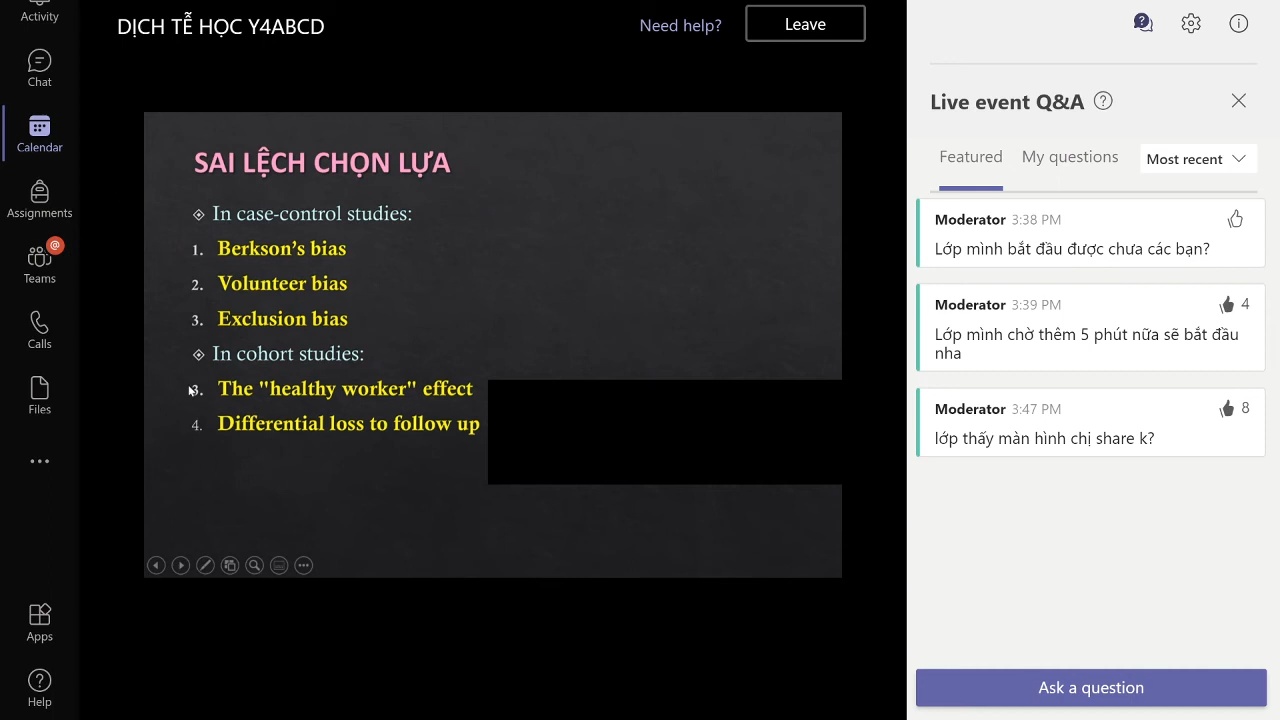 Activity
Chat
Calendar
Assignments
Teams
Calls
Files
Apps
Help
DỊCH TỄ HỌC Y4ABCD
Need help?
Leave
SAI LỆCH CHỌN LỰA
In case-control studies:
1. Berkson's bias
2. Volunteer bias
3. Exclusion bias
In cohort studies:
3. The "healthy worker" effect
4. Differential loss to follow up
Live event Q&A
Featured
My questions
Most recent
Moderator 3:38 PM
Lớp mình bắt đầu được chưa các bạn?
Moderator 3:39 PM 4
Lớp mình chờ thêm 5 phút nữa sẽ bắt đầu
nha
Moderator 3:47 PM 8
lớp thấy màn hình chị share k?
Ask a question